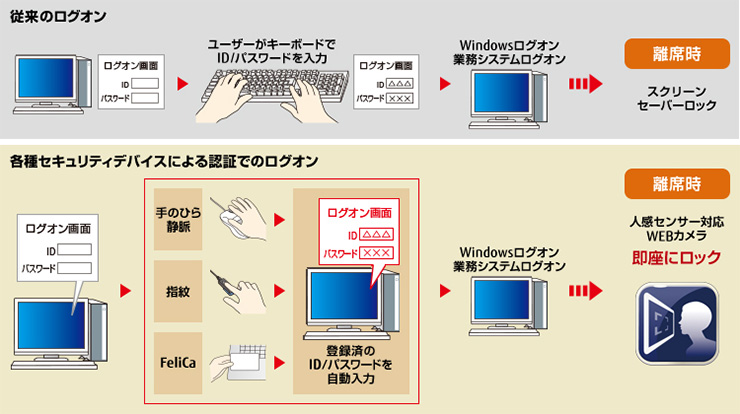 従来のログオン
ログオン画面
ID
パスワード
ユーザーがキーボードで
ID/パスワードを入力
ログオン画面
ID △△△
パスワード ×××
Windowsログオン
業務システムログオン
離席時
スクリーン
セーバーロック
各種セキュリティデバイスによる認証でのログオン
ログオン画面
ID
パスワード
手のひら
静脈
指紋
FeliCa
ログオン画面
ID △△△
パスワード ×××
登録済の
ID/パスワードを
自動入力
Windowsログオン
業務システムログオン
離席時
人感センサー対応
WEBカメラ
即座にロック